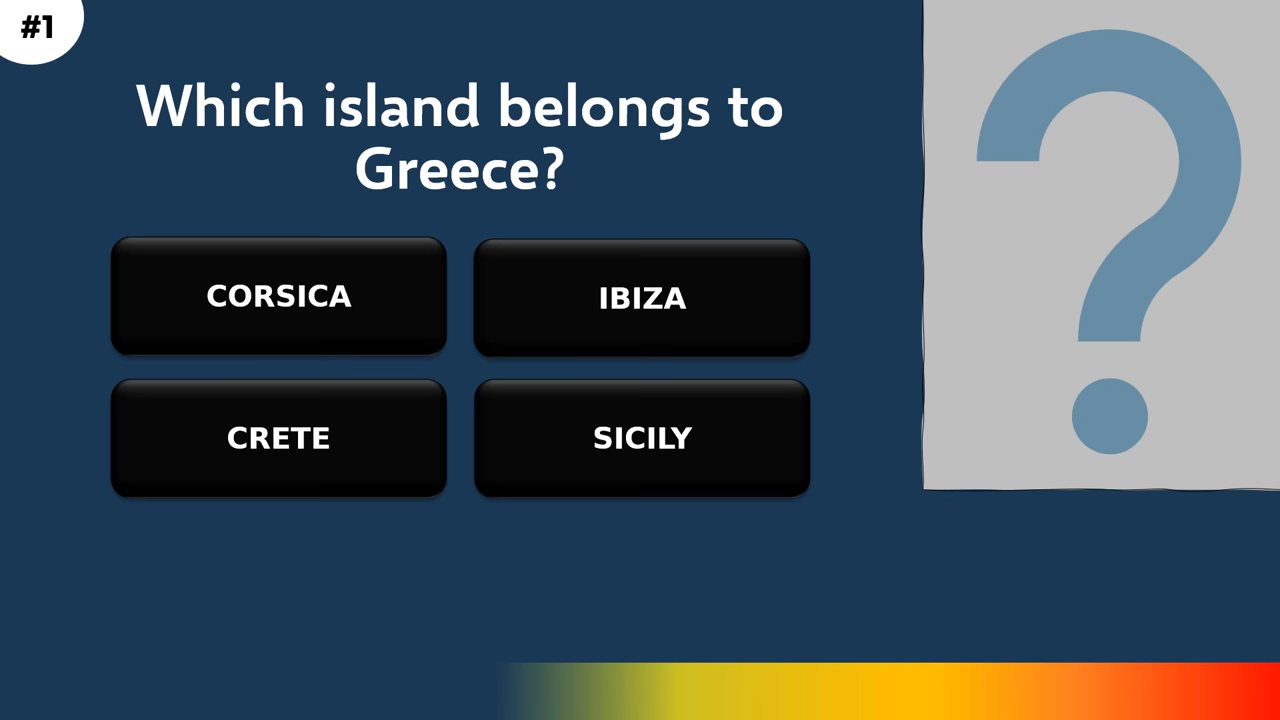 #1
Which island belongs to
Greece?
CORSICA
IBIZA
CRETE
SICILY